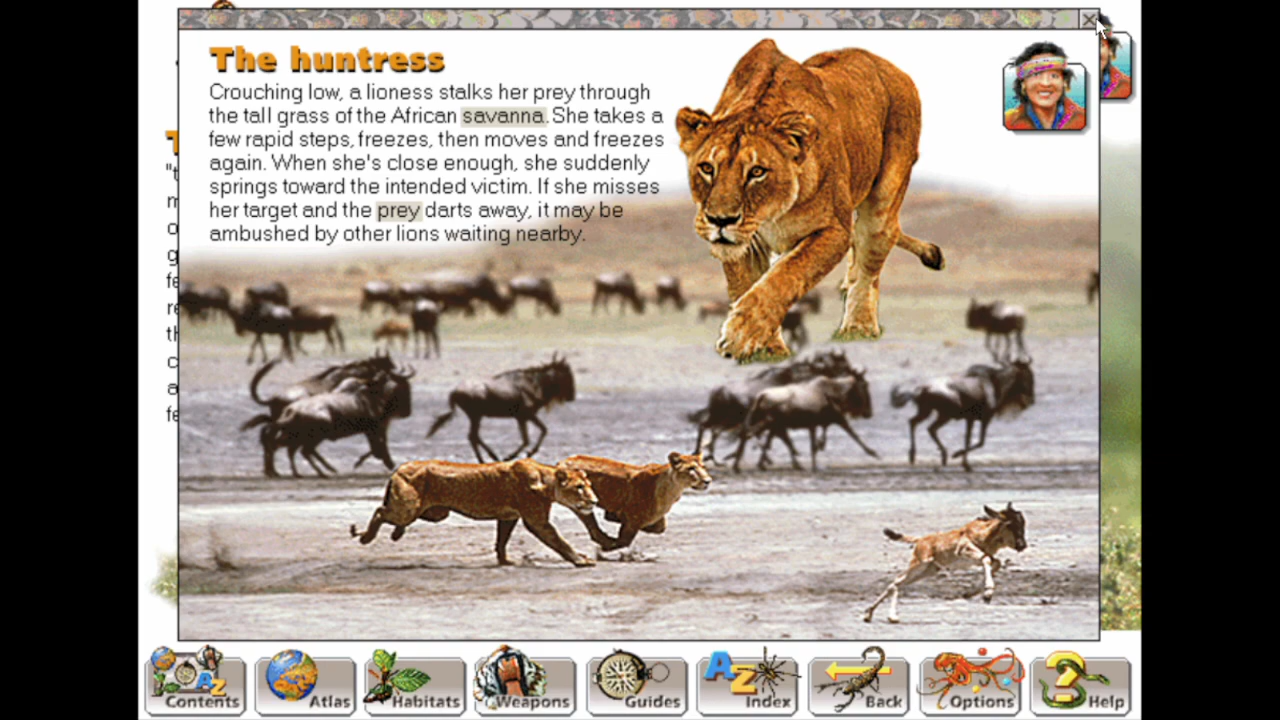 The huntress
Crouching low, a lioness stalks her prey through
the tall grass of the African savanna. She takes a
few rapid steps, freezes, then moves and freezes
again. When she's close enough, she suddenly
springs toward the intended victim. If she misses
her target and the prey darts away, it may be
ambushed by other lions waiting nearby.
Contents
Atlas
Habitats
Weapons
Guides
AZ
Index
Back
Options
? Help